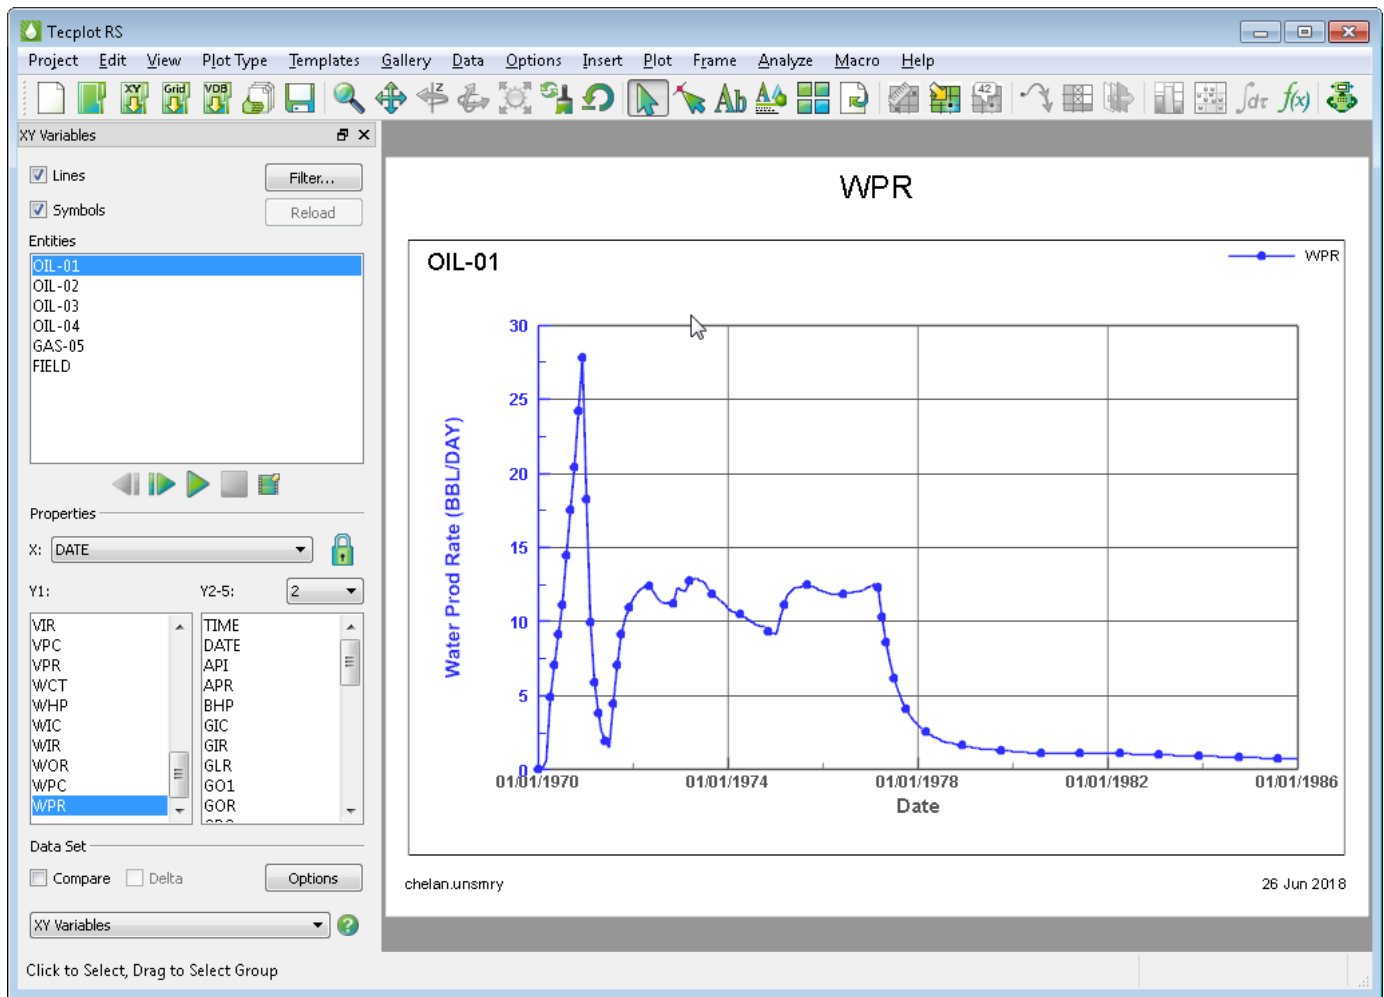 Tecplot RS
Project Edit View Plot Type Templates Gallery Data Options Insert Plot Frame Analyze Macro Help
XY Grid VDB Z Ab A 42 ∫dτ f(x)
XY Variables
Lines
Filter...
Symbols
Reload
Entities
OIL-01
OIL-02
OIL-03
OIL-04
GAS-05
FIELD
Properties
X: DATE
Y1: Y2-5: 2
VIR
VPC
VPR
WCT
WHP
WIC
WIR
WOR
WPC
WPR
TIME
DATE
API
APR
BHP
GIC
GIR
GLR
GO1
GOR
Data Set
Compare Delta Options
XY Variables ?
Click to Select, Drag to Select Group
WPR
OIL-01
WPR
30
25
20
15
10
5
0
Water Prod Rate (BBL/DAY)
01/01/1970 01/01/1974 01/01/1978 01/01/1982 01/01/1986
Date
chelan.unsmry
26 Jun 2018